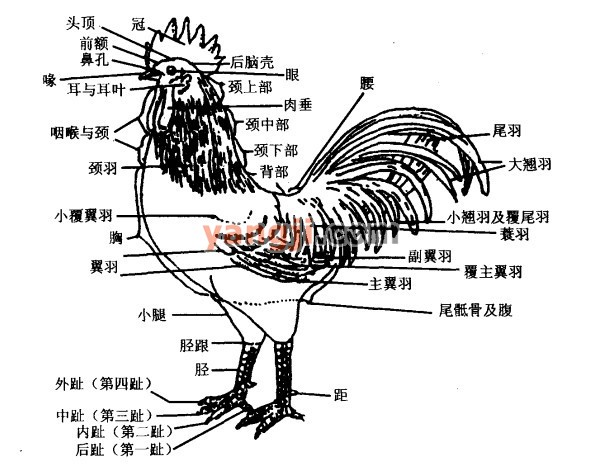 头顶
冠
前额
鼻孔
后脑壳
喙
眼
耳与耳叶
颈上部
腰
肉垂
咽喉与颈
颈中部
尾羽
颈下部
颈羽
背部
大翘羽
小覆翼羽
小翘羽及覆尾羽
yangji.com
胸
蓑羽
副翼羽
翼羽
覆主翼羽
主翼羽
小腿
尾骶骨及腹
胫跟
胫
外趾(第四趾)
距
中趾(第三趾)
内趾(第二趾)
后趾(第一趾)